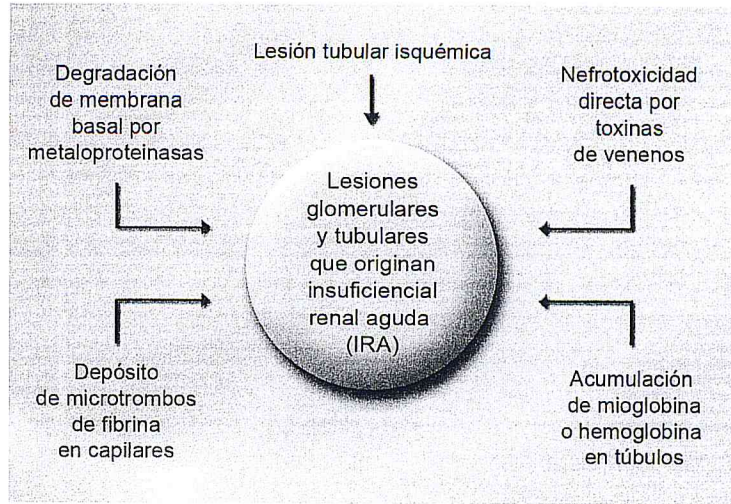 Lesión tubular isquémica
Degradación
de membrana
basal por
metaloproteinasas
Nefrotoxicidad
directa por
toxinas
de venenos
Lesiones
glomerulares
y tubulares
que originan
insuficiencial
renal aguda
(IRA)
Depósito
de microtrombos
de fibrina
en capilares
Acumulación
de mioglobina
o hemoglobina
en túbulos